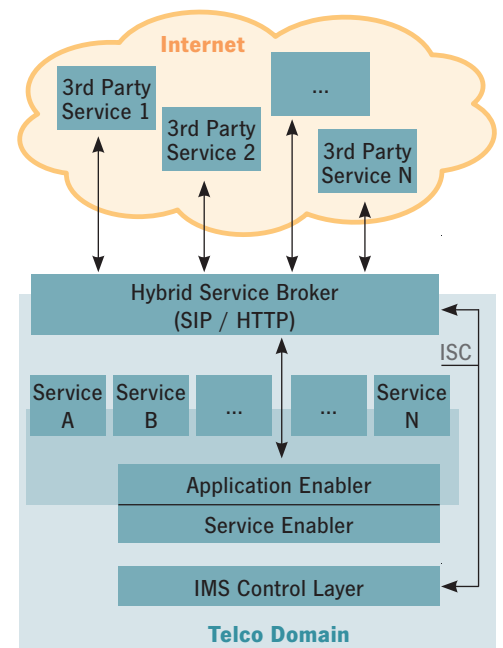 Internet
3rd Party
Service 1
3rd Party
Service 2
...
3rd Party
Service N
Hybrid Service Broker
(SIP / HTTP)
ISC
Service
A
Service
B
...
...
Service
N
Application Enabler
Service Enabler
IMS Control Layer
Telco Domain